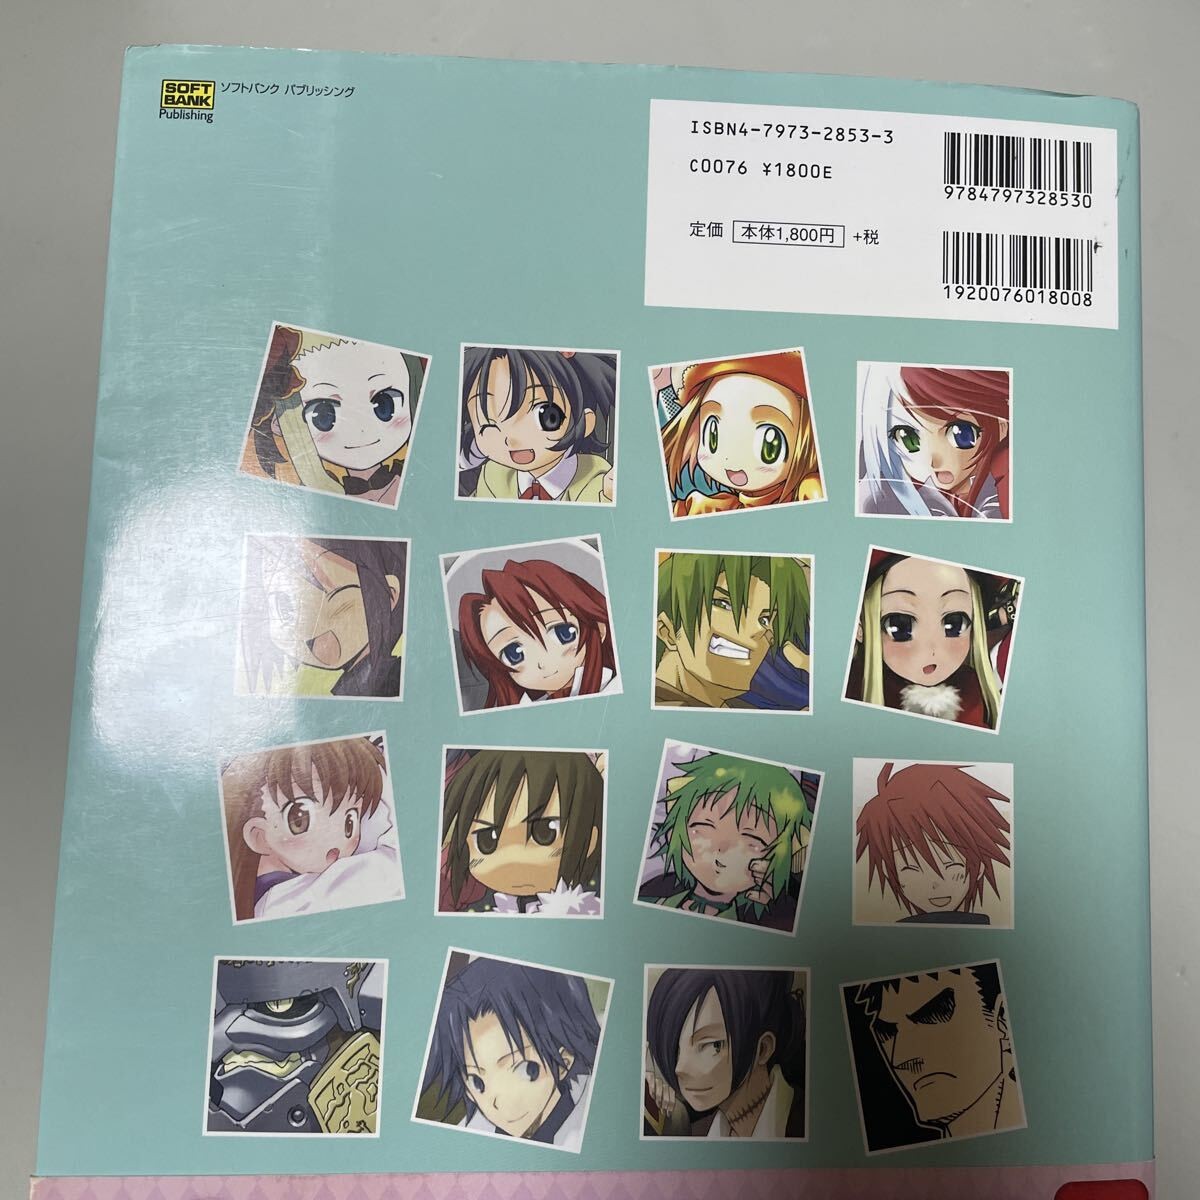 SOFT
BANK
Publishing
ソフトバンク パブリッシング
ISBN4-7973-2853-3
C0076 ¥1800E
定価 本体1,800円 +税
9784797328530
1920076018008